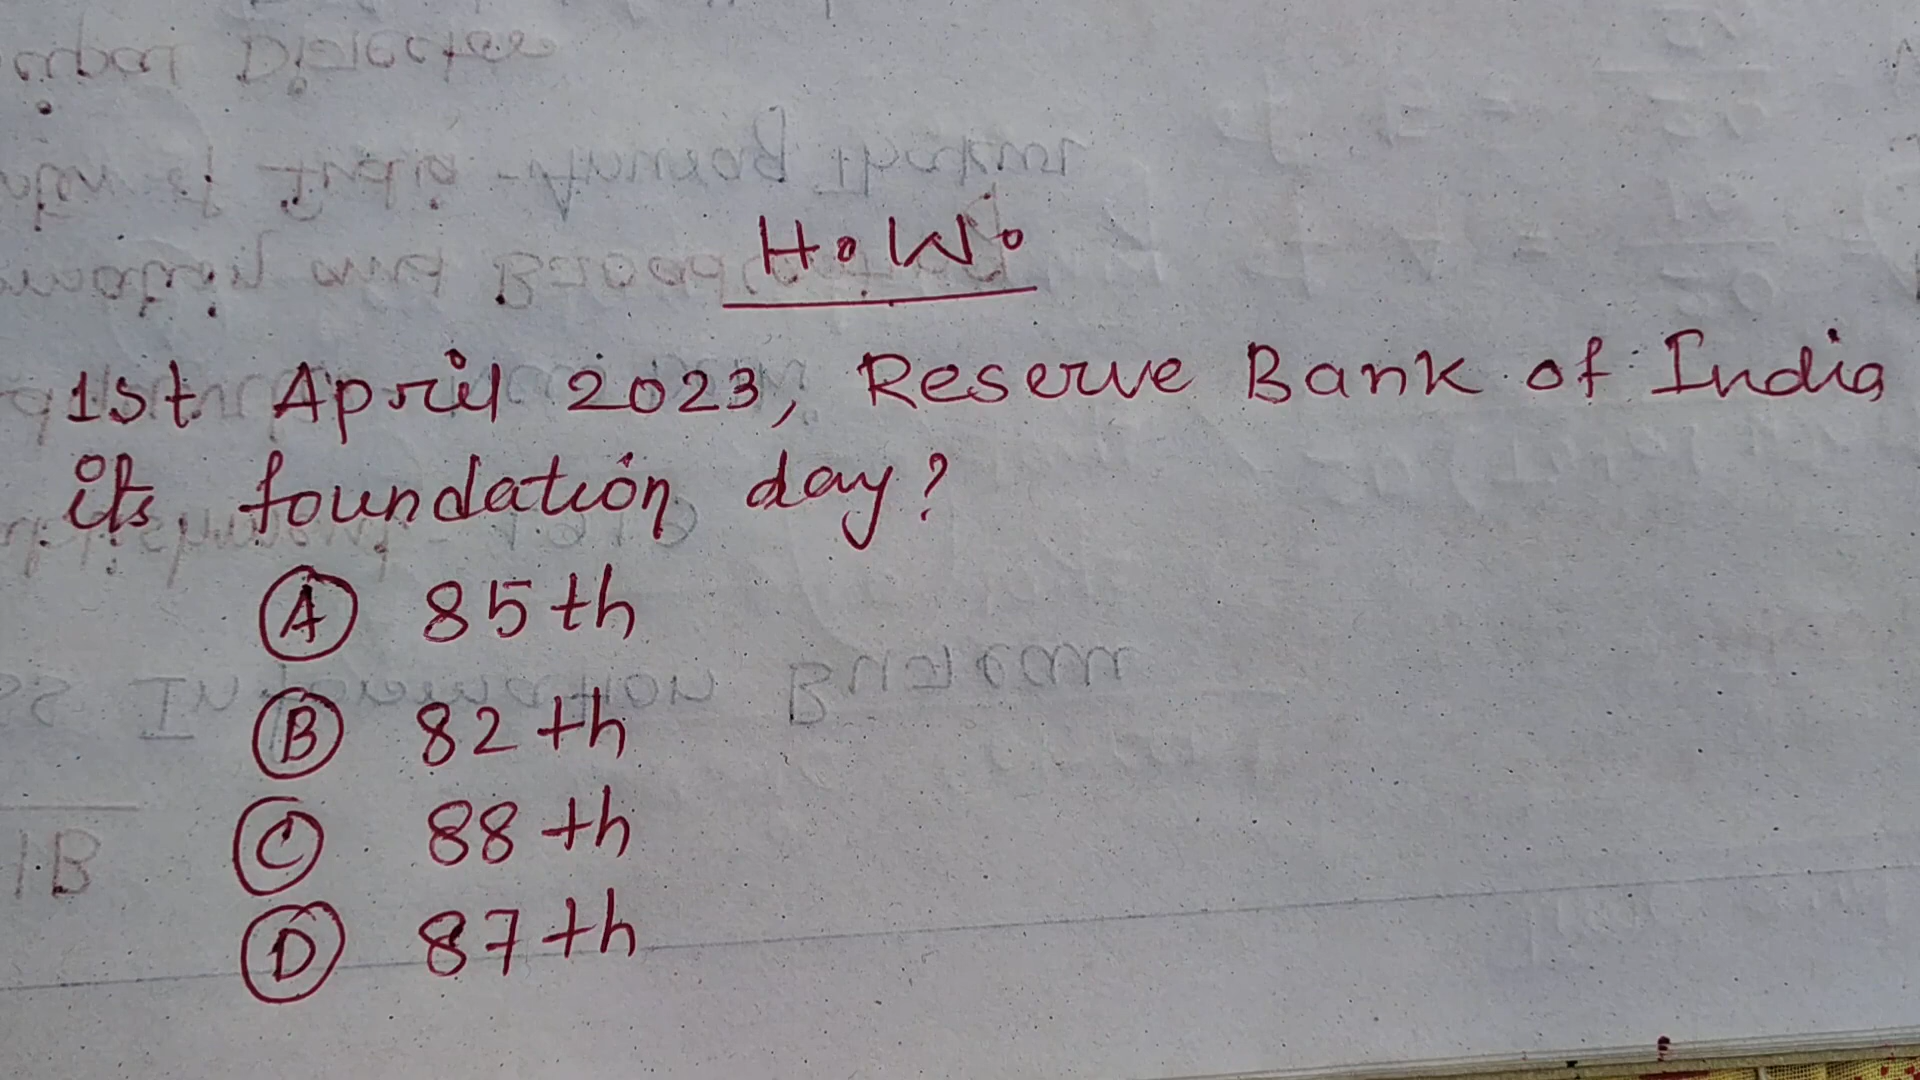 H.W.
1st April 2023, Reserve Bank of India
its foundation day?
A 85th
B 82th
C 88th
D 87th